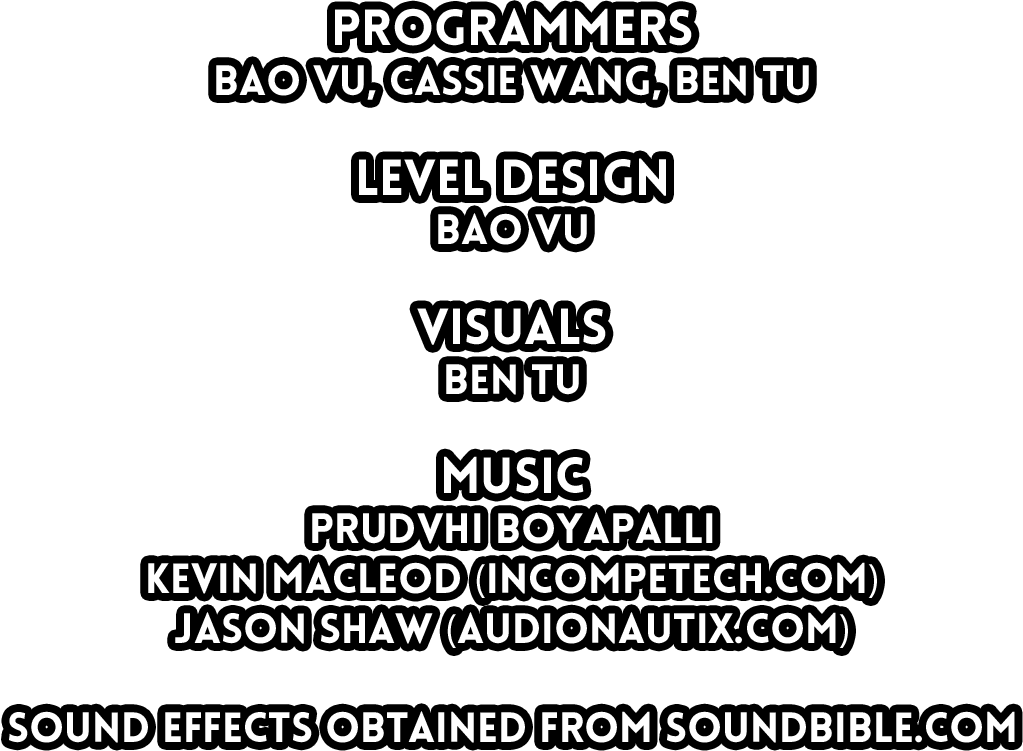 PROGRAMMERS
BAO VU, CASSIE WANG, BEN TU
LEVEL DESIGN
BAO VU
VISUALS
BEN TU
MUSIC
PRUDVHI BOYAPALLI
KEVIN MACLEOD (INCOMPETECH.COM)
JASON SHAW (AUDIONAUTIX.COM)
SOUND EFFECTS OBTAINED FROM SOUNDBIBLE.COM